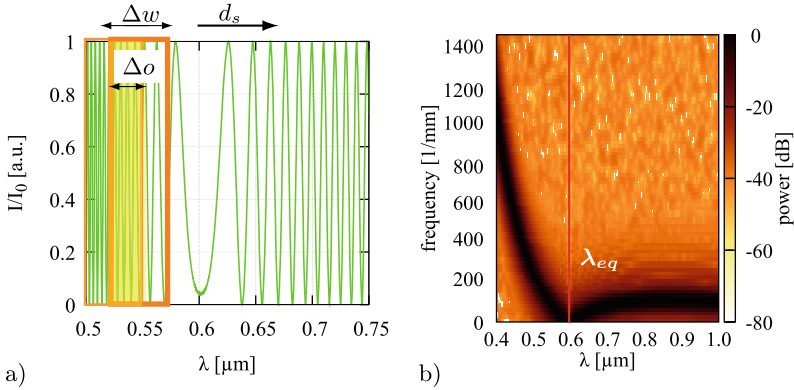 Δw d_s
Δo
I/I₀ [a.u.]
1
0.8
0.6
0.4
0.2
0
0.5 0.55 0.6 0.65 0.7 0.75
λ [µm]
a)
frequency [1/mm]
1400
1200
1000
800
600
400
200
0
λ_eq
0.4 0.5 0.6 0.7 0.8 0.9 1.0
λ [µm]
0
-20
-40
-60
-80
power [dB]
b)